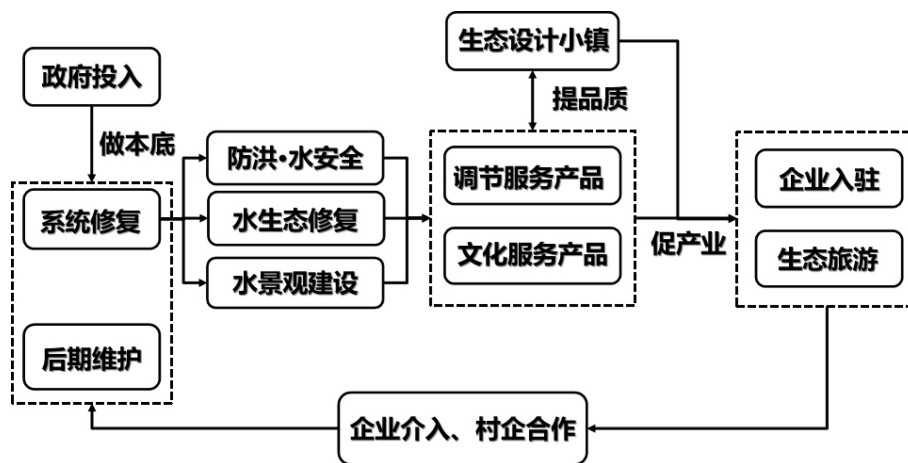 生态设计小镇
政府投入
提品质
做本底
防洪·水安全
调节服务产品
企业入驻
系统修复
水生态修复
文化服务产品
促产业
生态旅游
水景观建设
后期维护
企业介入、村企合作